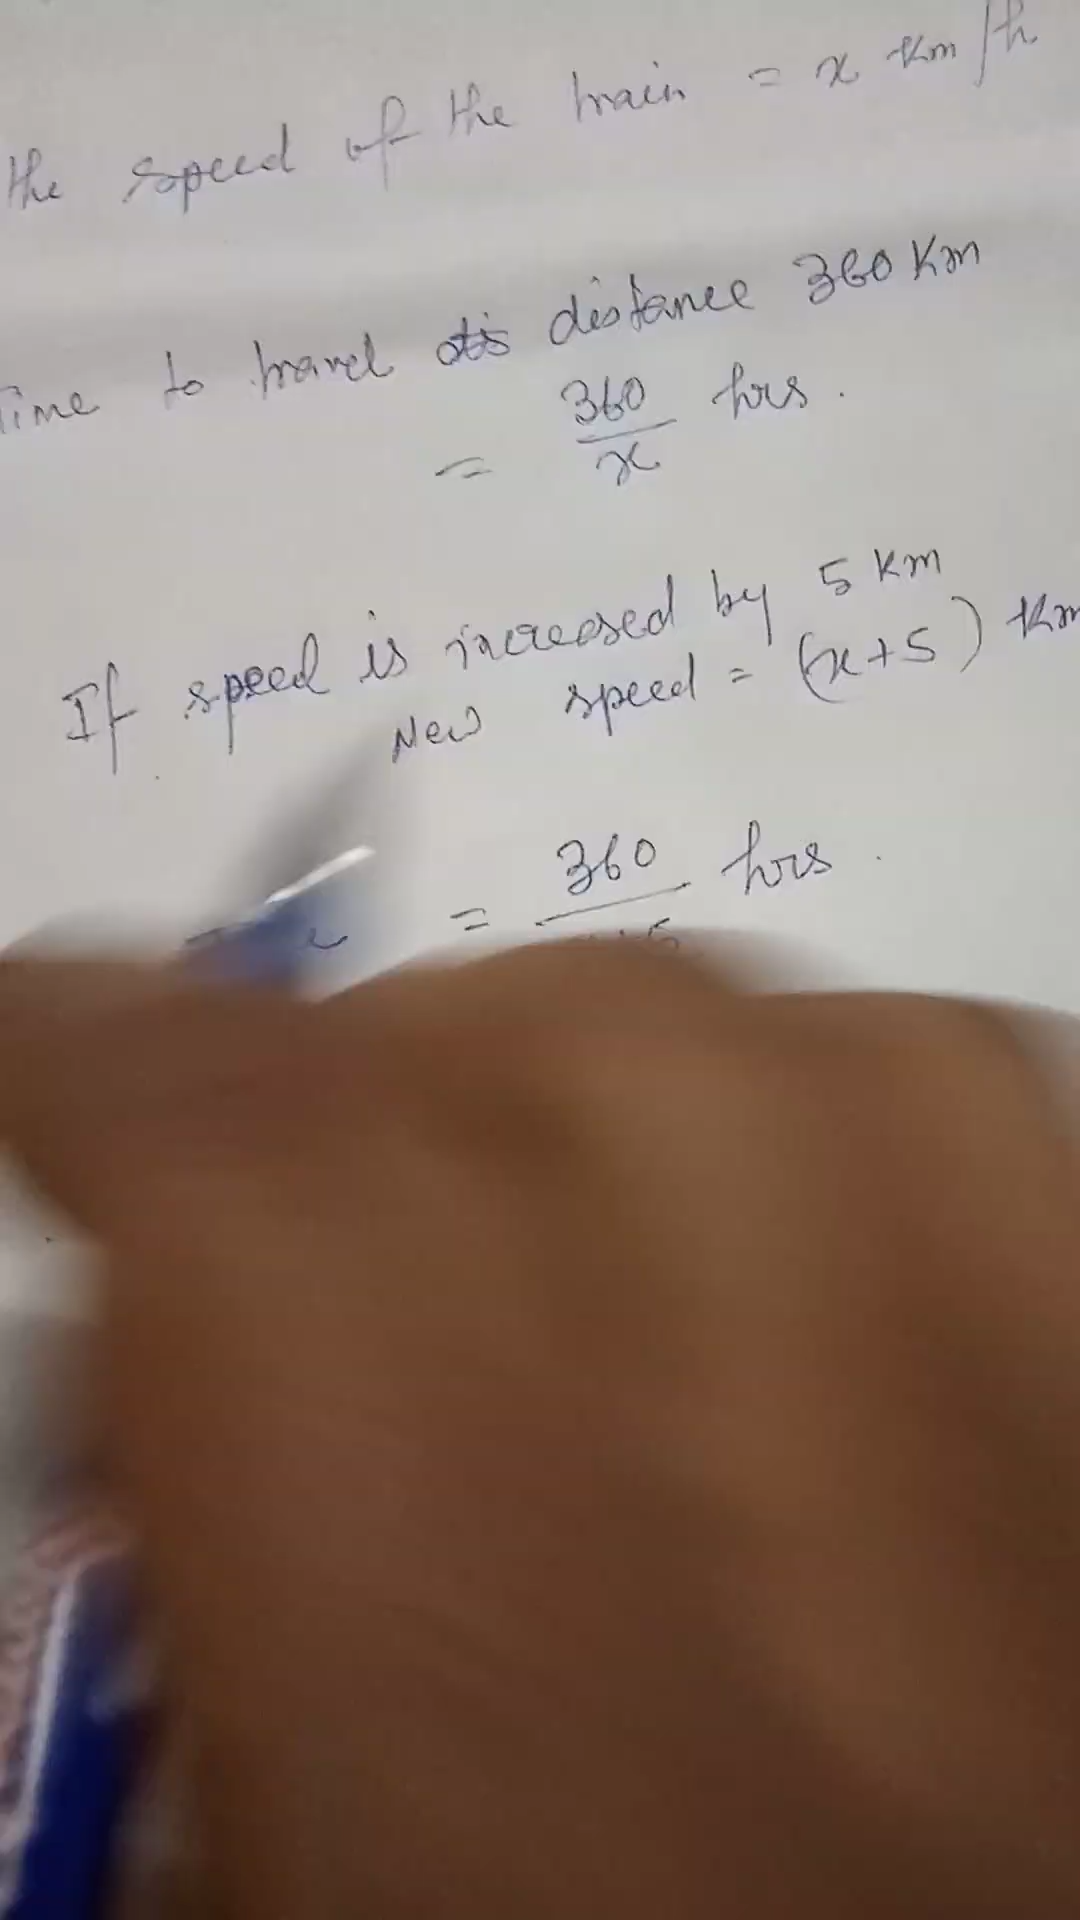 the speed of the train = x km/h
Time to travel distance 360 Km
= 360/x hrs.
If speed is increased by 5 km
New speed = (x+5) Km
= 360/ hrs.